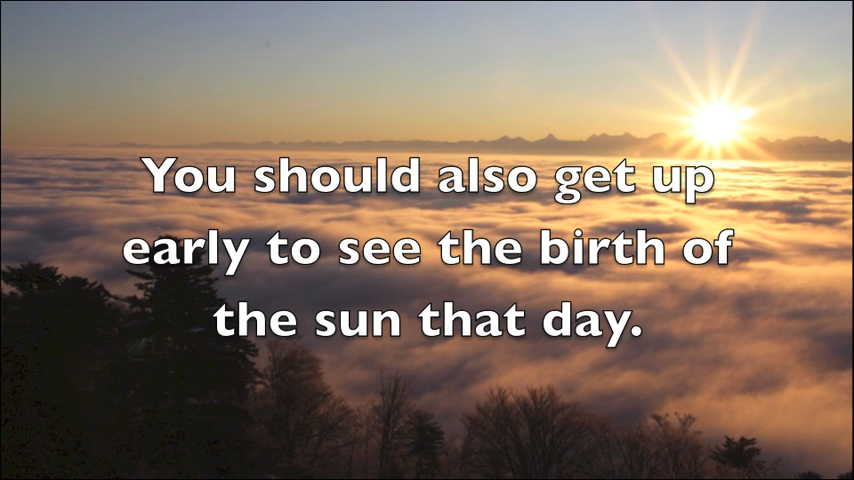 You should also get up
early to see the birth of
the sun that day.